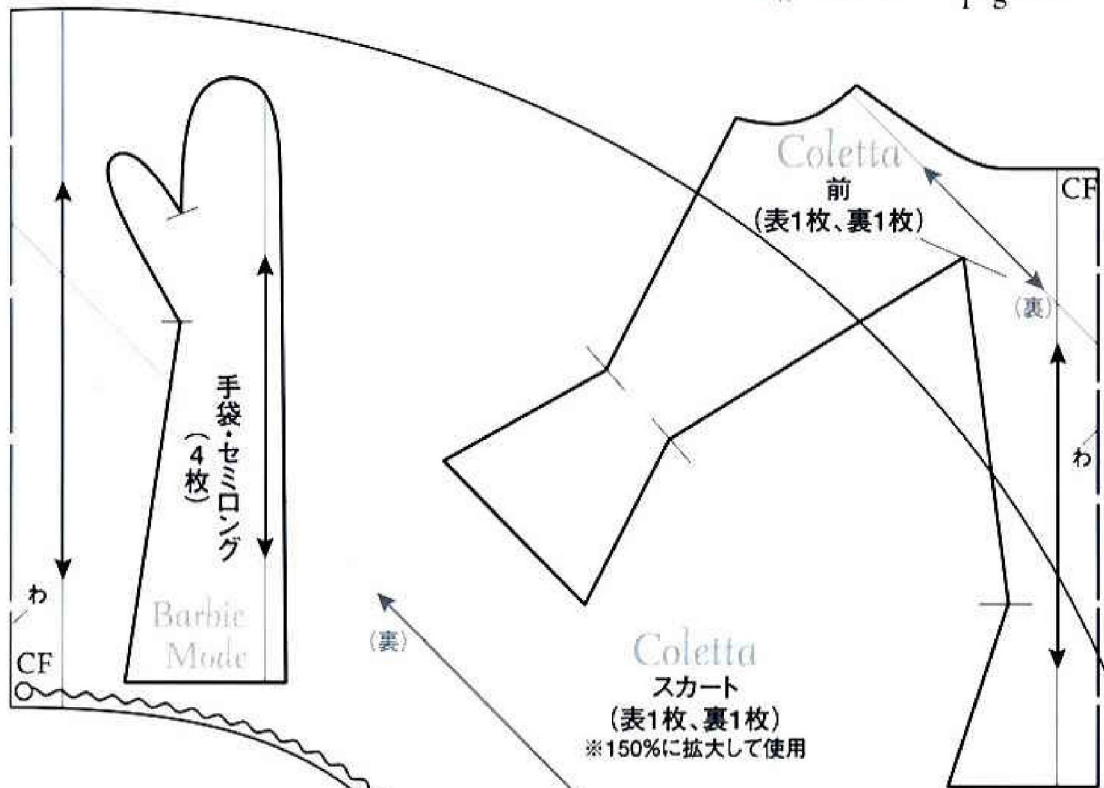 Coletta
前
（表1枚、裏1枚）
CF
（裏）
わ
手袋・セミロング
（4枚）
Barbie
Mode
わ
CF
（裏）
Coletta
スカート
（表1枚、裏1枚）
※150%に拡大して使用